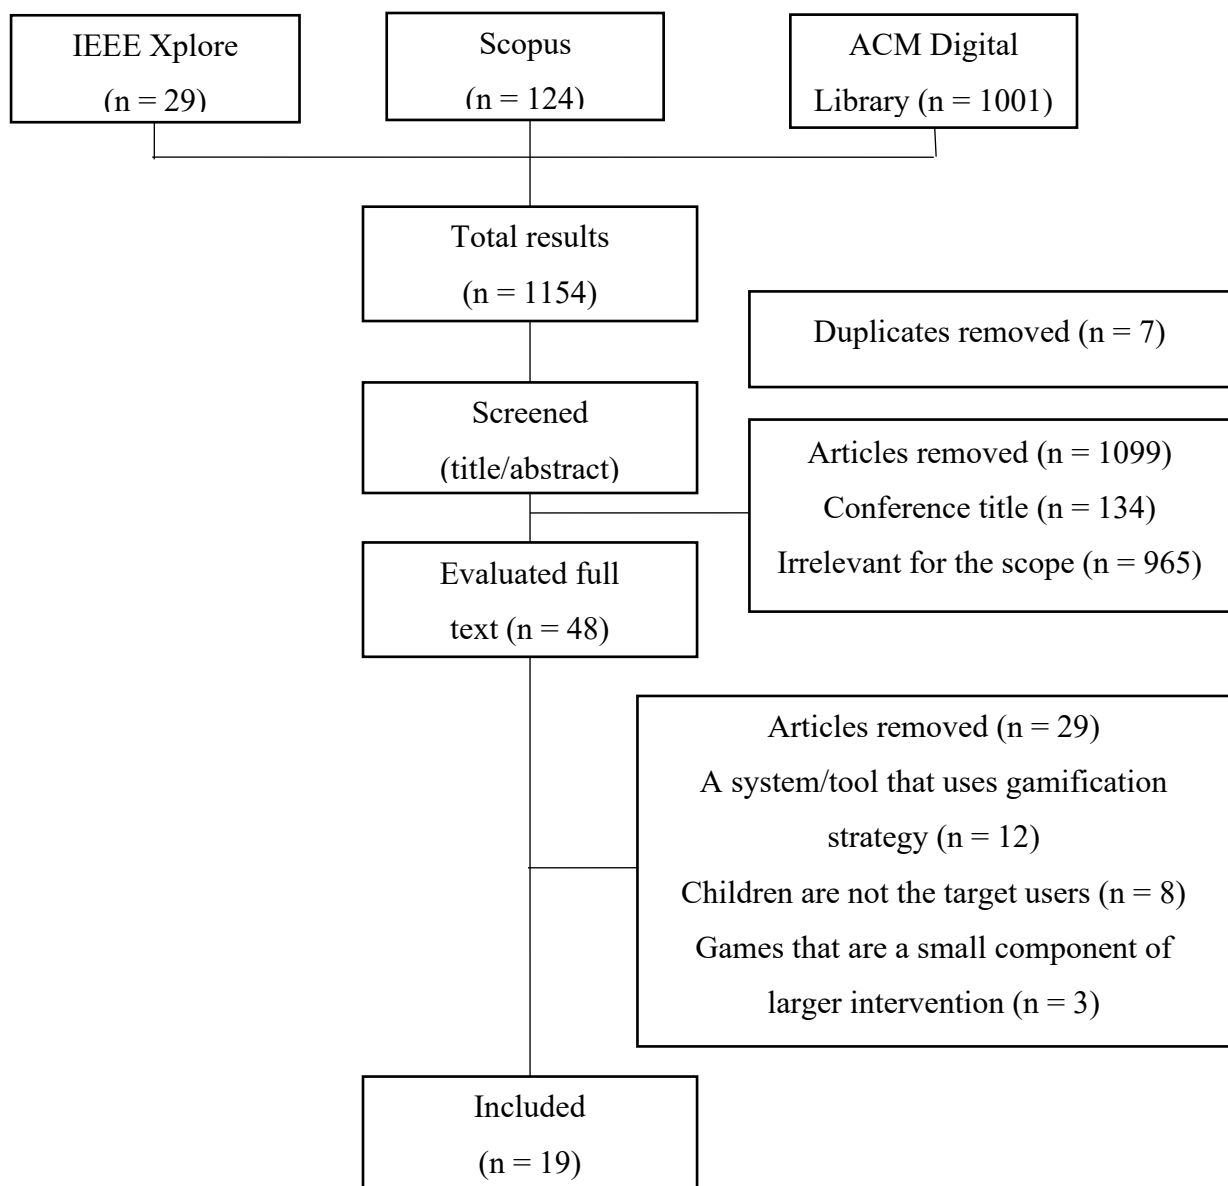 IEEE Xplore
(n = 29)
Scopus
(n = 124)
ACM Digital
Library (n = 1001)
Total results
(n = 1154)
Duplicates removed (n = 7)
Screened
(title/abstract)
Articles removed (n = 1099)
Conference title (n = 134)
Irrelevant for the scope (n = 965)
Evaluated full
text (n = 48)
Articles removed (n = 29)
A system/tool that uses gamification
strategy (n = 12)
Children are not the target users (n = 8)
Games that are a small component of
larger intervention (n = 3)
Included
(n = 19)